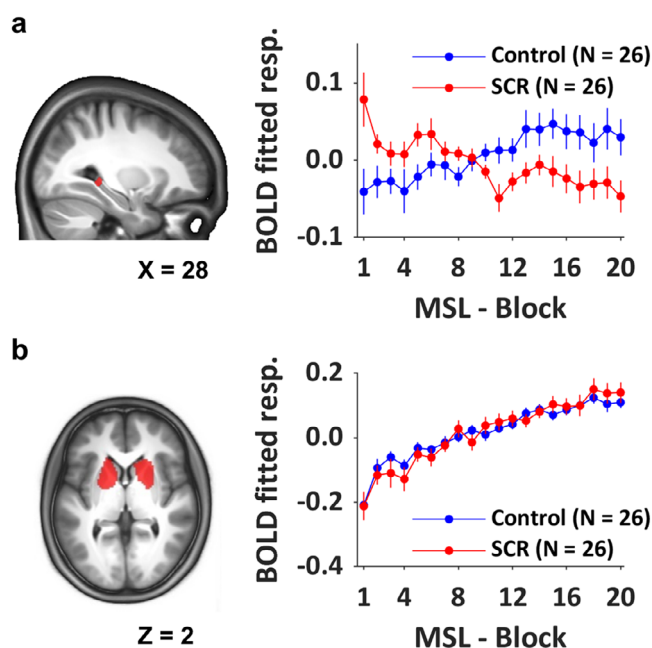 a
BOLD fitted resp.
0.1
0.0
-0.1
Control (N = 26)
SCR (N = 26)
1 4 8 12 16 20
MSL - Block
X = 28
b
BOLD fitted resp.
0.2
0.0
-0.2
-0.4
Control (N = 26)
SCR (N = 26)
1 4 8 12 16 20
MSL - Block
Z = 2